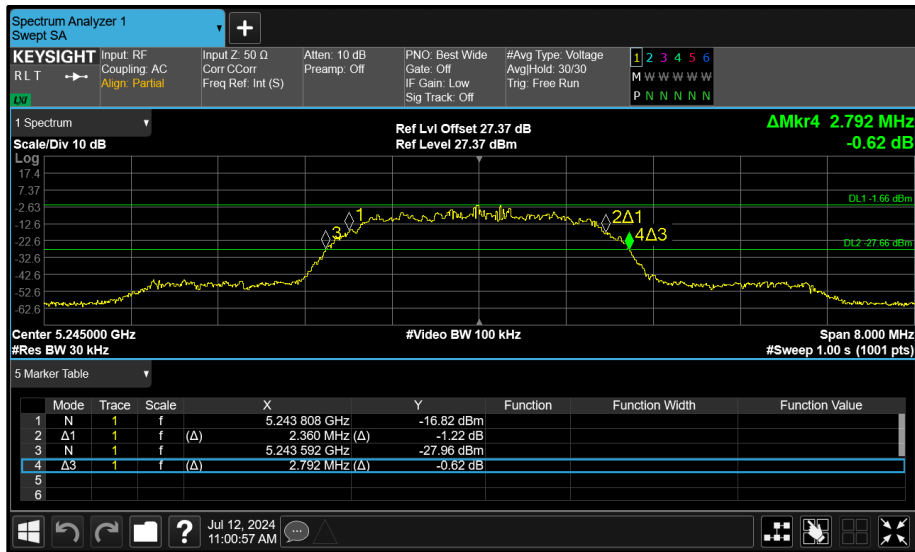 Spectrum Analyzer 1
Swept SA
+
KEYSIGHT
R L T
LXI
Input: RF
Coupling: AC
Align: Partial
Input Z: 50 Ω
Corr CCorr
Freq Ref: Int (S)
Atten: 10 dB
Preamp: Off
PNO: Best Wide
Gate: Off
IF Gain: Low
Sig Track: Off
#Avg Type: Voltage
Avg|Hold: 30/30
Trig: Free Run
1 2 3 4 5 6
M W W W W W
P N N N N N
1 Spectrum
Scale/Div 10 dB
Ref Lvl Offset 27.37 dB
Ref Level 27.37 dBm
ΔMkr4 2.792 MHz
-0.62 dB
Log
17.4
7.37
-2.63
-12.6
-22.6
-32.6
-42.6
-52.6
-62.6
DL1 -1.66 dBm
1
2Δ1
3
4Δ3
DL2 -27.66 dBm
Center 5.245000 GHz
#Video BW 100 kHz
Span 8.000 MHz
#Res BW 30 kHz
#Sweep 1.00 s (1001 pts)
5 Marker Table
Mode Trace Scale X Y Function Function Width Function Value
1 N 1 f 5.243 808 GHz -16.82 dBm
2 Δ1 1 f (Δ) 2.360 MHz (Δ) -1.22 dB
3 N 1 f 5.243 592 GHz -27.96 dBm
4 Δ3 1 f (Δ) 2.792 MHz (Δ) -0.62 dB
5
6
?
Jul 12, 2024
11:00:57 AM